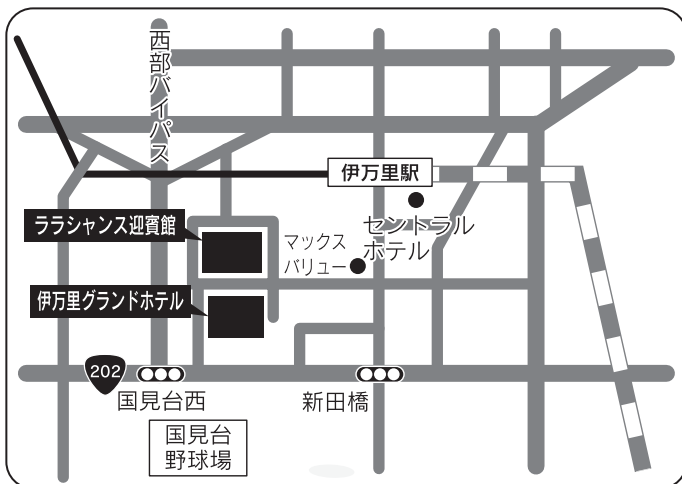 西部バイパス
伊万里駅
ララシャンス迎賓館
マックス
バリュー
セントラル
ホテル
伊万里グランドホテル
202
国見台西
新田橋
国見台
野球場